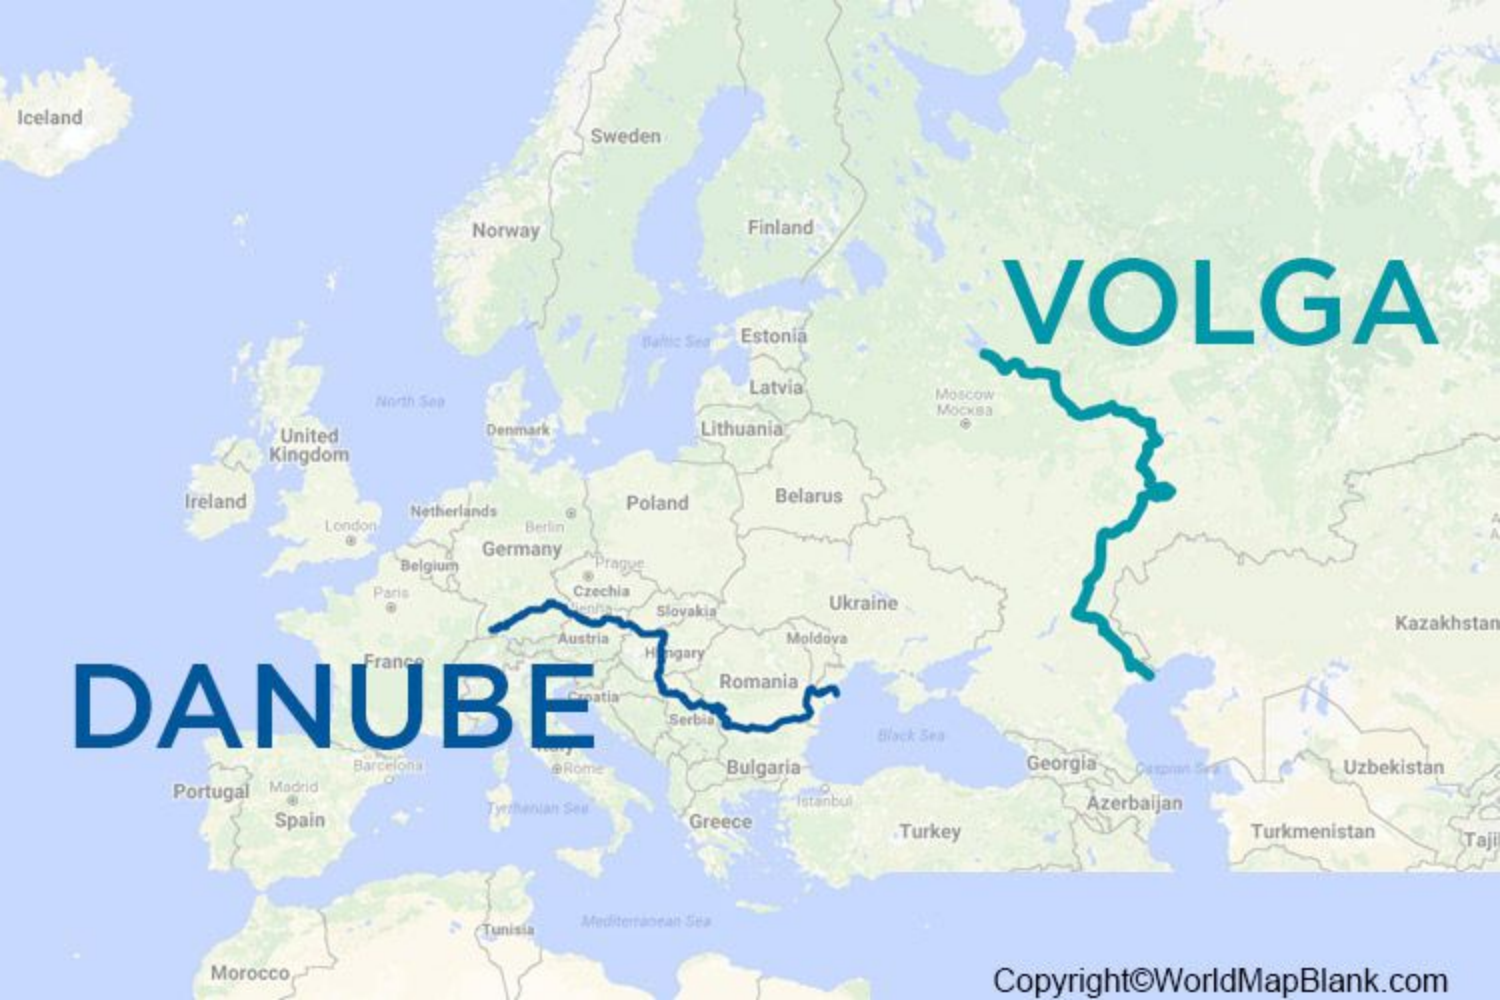 Iceland
Sweden
Norway
Finland
VOLGA
Estonia
Baltic Sea
Latvia
Moscow
Москва
North Sea
Denmark
Lithuania
United
Kingdom
Ireland
London
Netherlands
Berlin
Poland
Belarus
Germany
Belgium
Prague
Czechia
Paris
Vienna
Slovakia
Ukraine
Kazakhstan
Austria
Moldova
Hungary
France
Romania
DANUBE
Croatia
Serbia
Black Sea
Italy
Barcelona
Rome
Bulgaria
Georgia
Caspian Sea
Uzbekistan
Portugal
Madrid
Spain
Tyrrhenian Sea
Istanbul
Azerbaijan
Greece
Turkey
Turkmenistan
Taji
Mediterranean Sea
Tunisia
Morocco
Copyright©WorldMapBlank.com